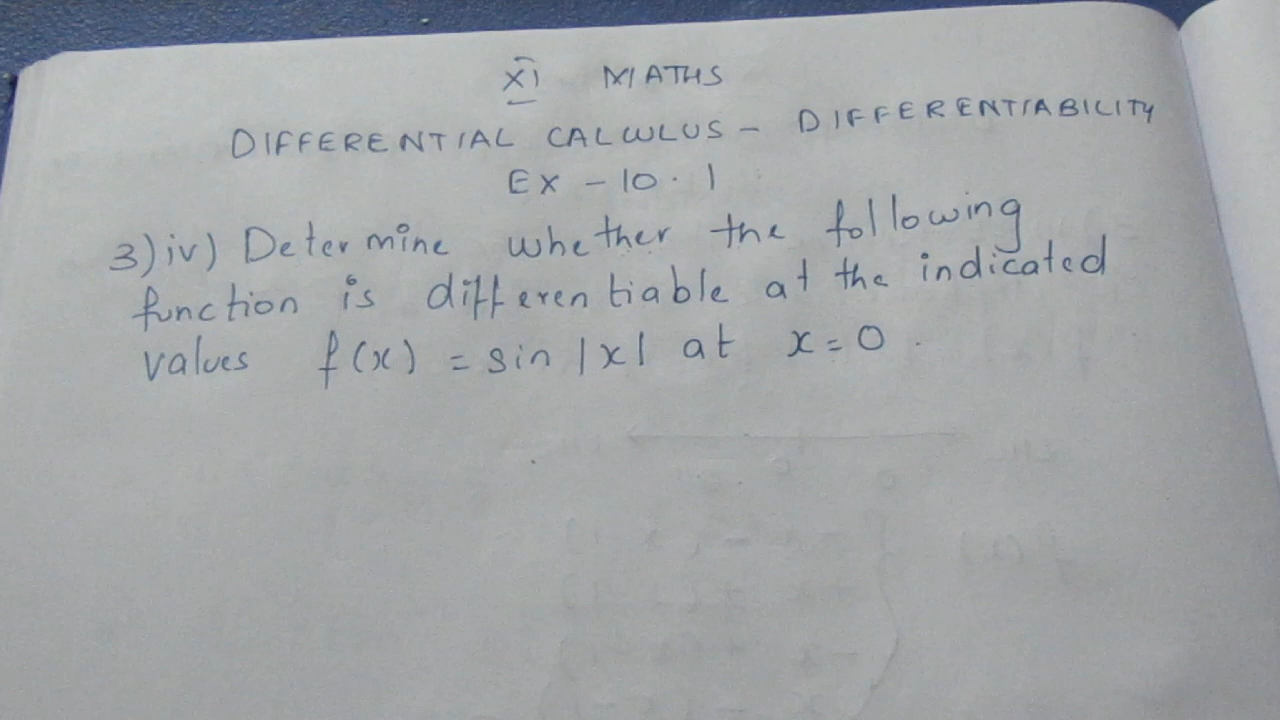 XI MATHS
DIFFERENTIAL CALCULUS - DIFFERENTIABILITY
EX - 10.1
3) iv) Determine whether the following
function is differentiable at the indicated
values f(x) = sin |x| at x = 0.